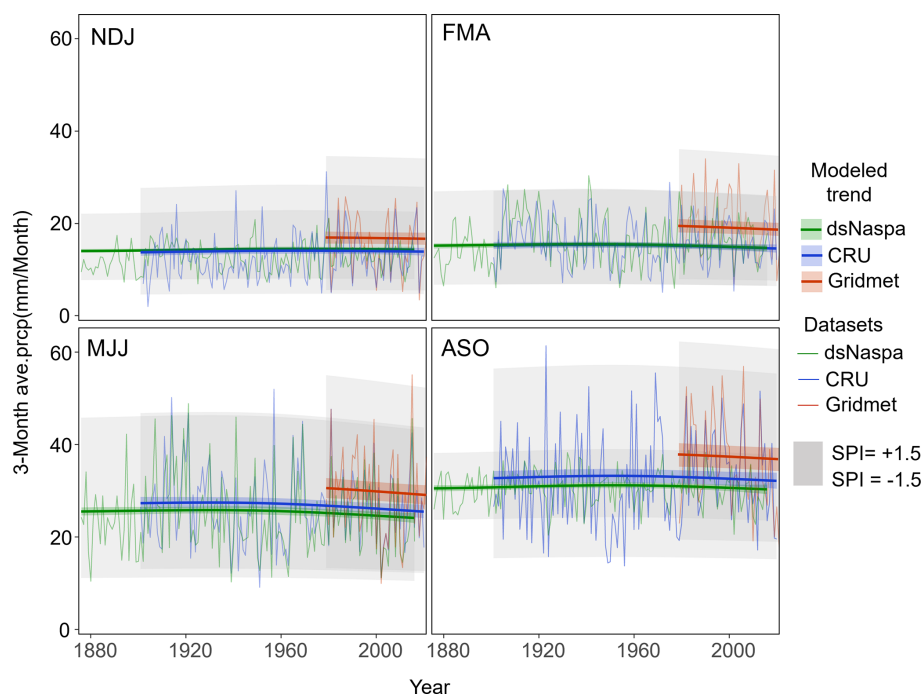 NDJ
FMA
60
40
20
0
MJJ
ASO
60
40
20
0
1880
1920
1960
2000
1880
1920
1960
2000
3-Month ave.prcp(mm/Month)
Year
Modeled
trend
dsNaspa
CRU
Gridmet
Datasets
dsNaspa
CRU
Gridmet
SPI= +1.5
SPI = -1.5